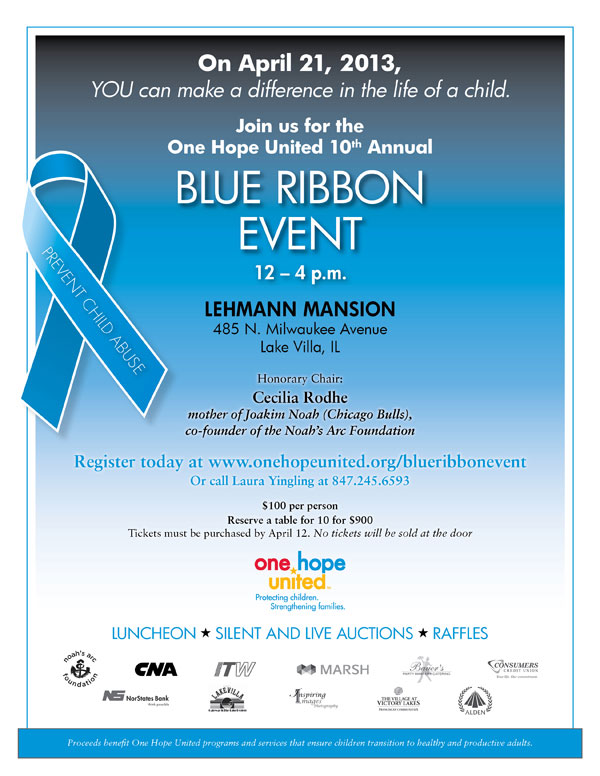 On April 21, 2013,
YOU can make a difference in the life of a child.
Join us for the
One Hope United 10th Annual
BLUE RIBBON
EVENT
12 – 4 p.m.
PREVENT CHILD ABUSE
LEHMANN MANSION
485 N. Milwaukee Avenue
Lake Villa, IL
Honorary Chair:
Cecilia Rodhe
mother of Joakim Noah (Chicago Bulls),
co-founder of the Noah's Arc Foundation
Register today at www.onehopeunited.org/blueribbonevent
Or call Laura Yingling at 847.245.6593
$100 per person
Reserve a table for 10 for $900
Tickets must be purchased by April 12. No tickets will be sold at the door
one hope
united
Protecting children.
Strengthening families.
LUNCHEON ★ SILENT AND LIVE AUCTIONS ★ RAFFLES
noah's arc
foundation
CNA
ITW
MARSH
CONSUMERS
CREDIT UNION
NS NorStates Bank
LAKE VILLA
Inspiring
Images
Photography
THE VILLAGE AT
VICTORY LAKES
ALDEN
Proceeds benefit One Hope United programs and services that ensure children transition to healthy and productive adults.